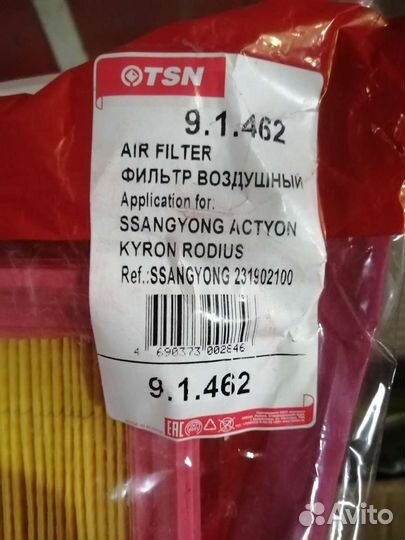 TSN
9.1.462
AIR FILTER
ФИЛЬТР ВОЗДУШНЫЙ
Application for:
SSANGYONG ACTYON
KYRON RODIUS
Ref.:SSANGYONG 231902100
4 690373 002846
9.1.462
EAC
Avito